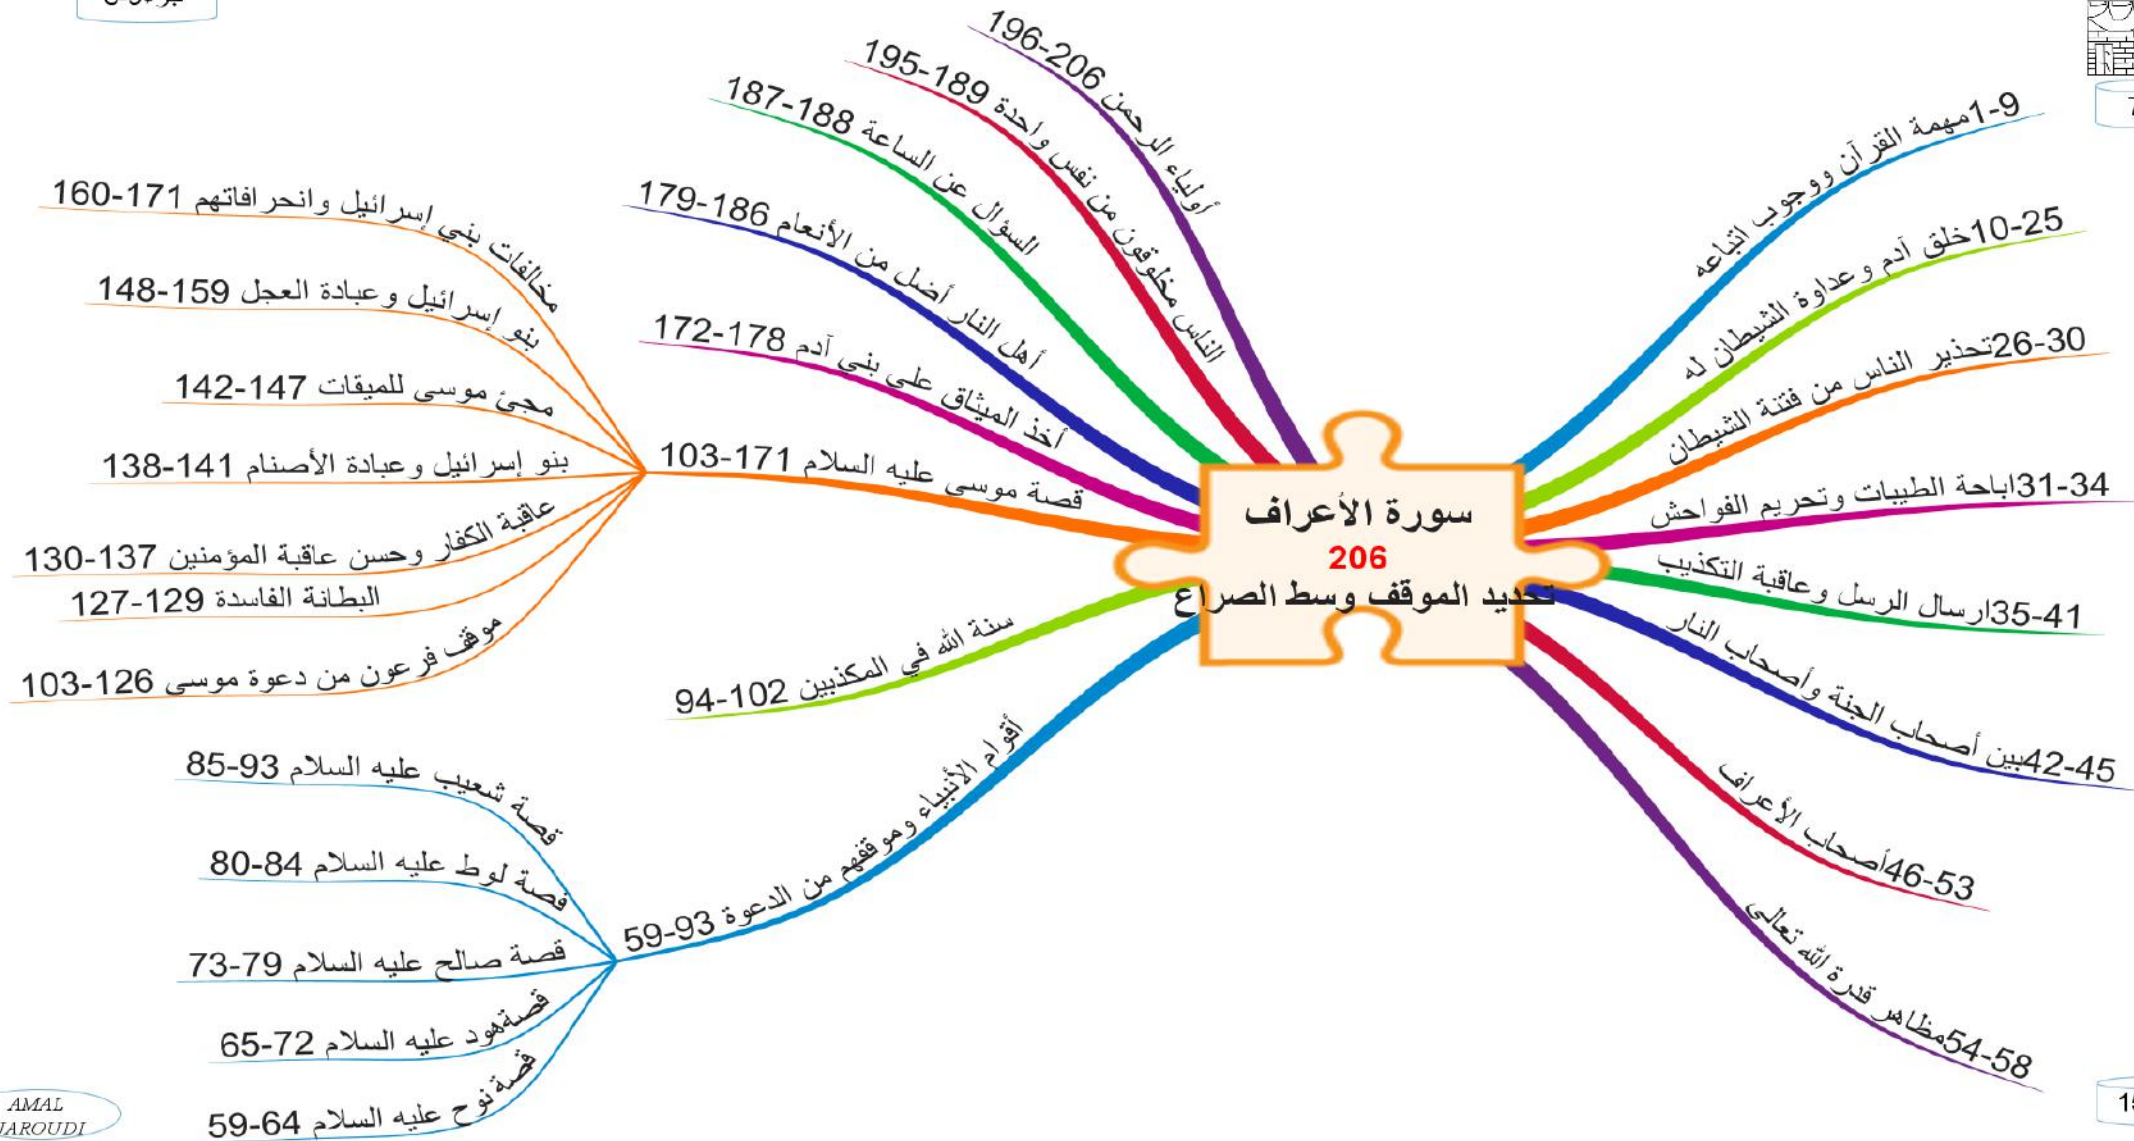 سورة الأعراف
206
تحديد الموقف وسط الصراع
1-9مهمة القرآن ووجوب اتباعه
10-25خلق آدم وعداوة الشيطان له
26-30تحذير الناس من فتنة الشيطان
31-34اباحة الطيبات وتحريم الفواحش
35-41ارسال الرسل وعاقبة التكذيب
42-45بين أصحاب الجنة وأصحاب النار
46-53أصحاب الأعراف
54-58مظاهر قدرة الله تعالى
أقوام الأنبياء وموقفهم من الدعوة 59-93
قصة نوح عليه السلام 59-64
قصةهود عليه السلام 65-72
قصة صالح عليه السلام 73-79
قصة لوط عليه السلام 80-84
قصة شعيب عليه السلام 85-93
سنة الله في المكذبين 94-102
قصة موسى عليه السلام 103-171
موقف فرعون من دعوة موسى 103-126
البطانة الفاسدة 127-129
عاقبة الكفار وحسن عاقبة المؤمنين 130-137
بنو إسرائيل وعبادة الأصنام 138-141
مجئ موسى للميقات 142-147
بنو إسرائيل وعبادة العجل 148-159
مخالفات بني إسرائيل وانحرافاتهم 160-171
أخذ الميثاق على بني آدم 172-178
أهل النار أضل من الأنعام 179-186
السؤال عن الساعة 187-188
الناس مخلوقون من نفس واحدة 189-195
أولياء الرحمن 196-206
AMAL